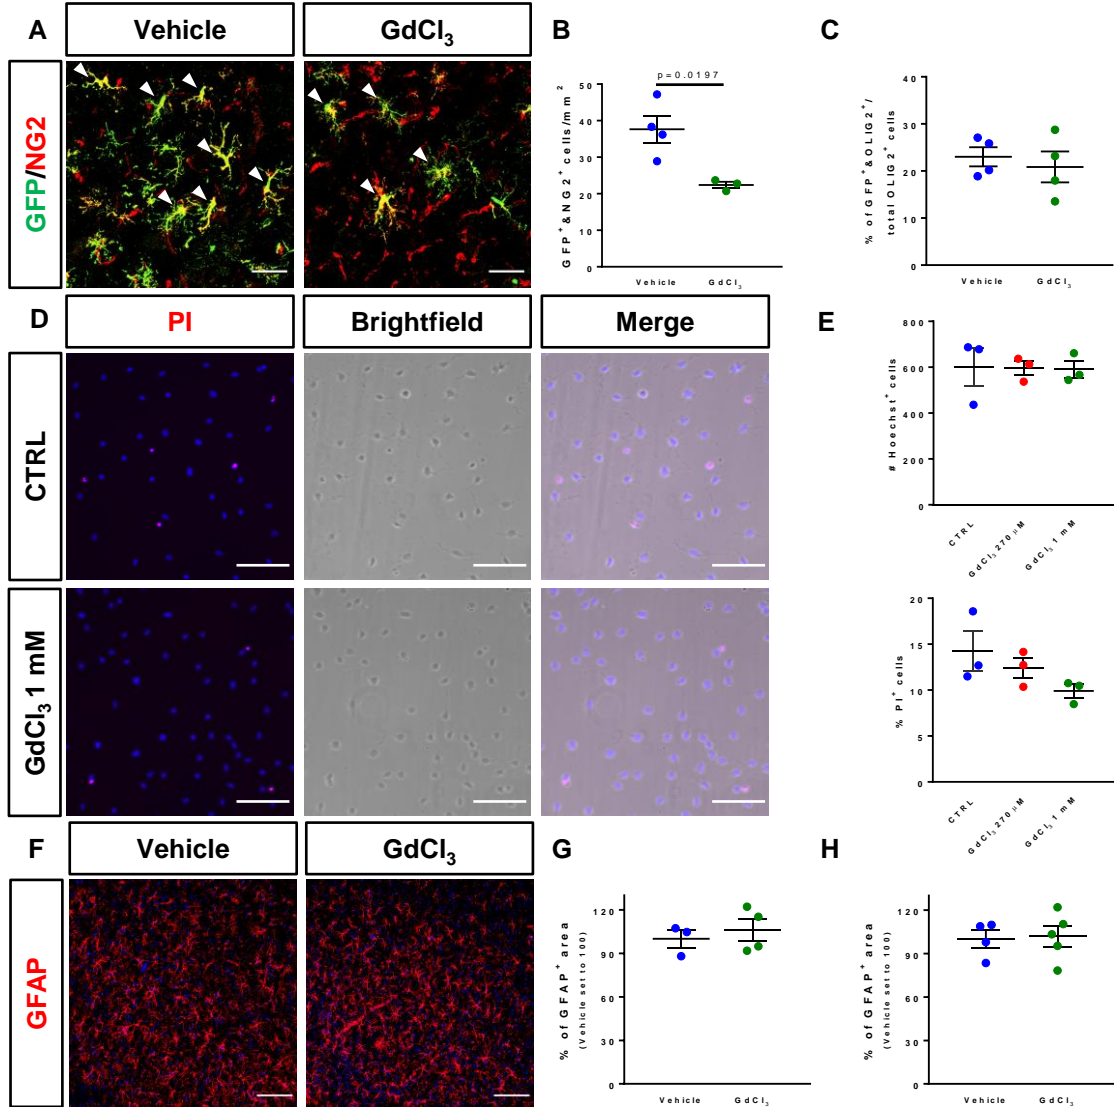 A
Vehicle
GdCl₃
GFP/NG2
B
p=0.0197
GFP⁺&NG2⁺ cells/mm²
50
40
30
20
10
0
Vehicle
GdCl₃
C
% of GFP⁺&OLIG2⁺/
total OLIG2⁺ cells
40
30
20
10
0
Vehicle
GdCl₃
D
PI
Brightfield
Merge
CTRL
GdCl₃ 1 mM
E
# Hoechst⁺ cells
800
600
400
200
0
CTRL
GdCl₃ 270 µM
GdCl₃ 1 mM
% PI⁺ cells
20
15
10
5
0
CTRL
GdCl₃ 270 µM
GdCl₃ 1 mM
F
Vehicle
GdCl₃
GFAP
G
% of GFAP⁺ area
(Vehicle set to 100)
120
90
60
30
0
Vehicle
GdCl₃
H
% of GFAP⁺ area
(Vehicle set to 100)
120
90
60
30
0
Vehicle
GdCl₃